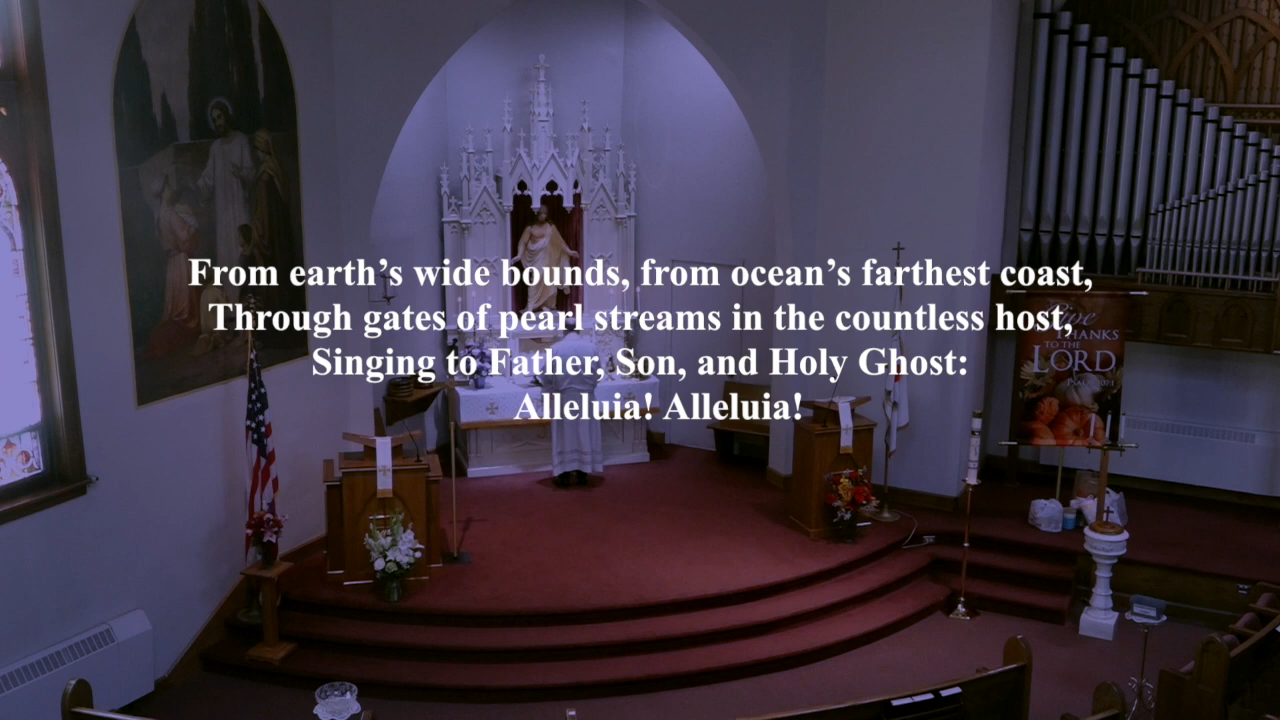 From earth’s wide bounds, from ocean’s farthest coast,
Through gates of pearl streams in the countless host,
Singing to Father, Son, and Holy Ghost:
Alleluia! Alleluia!
Give
THANKS
TO THE
LORD